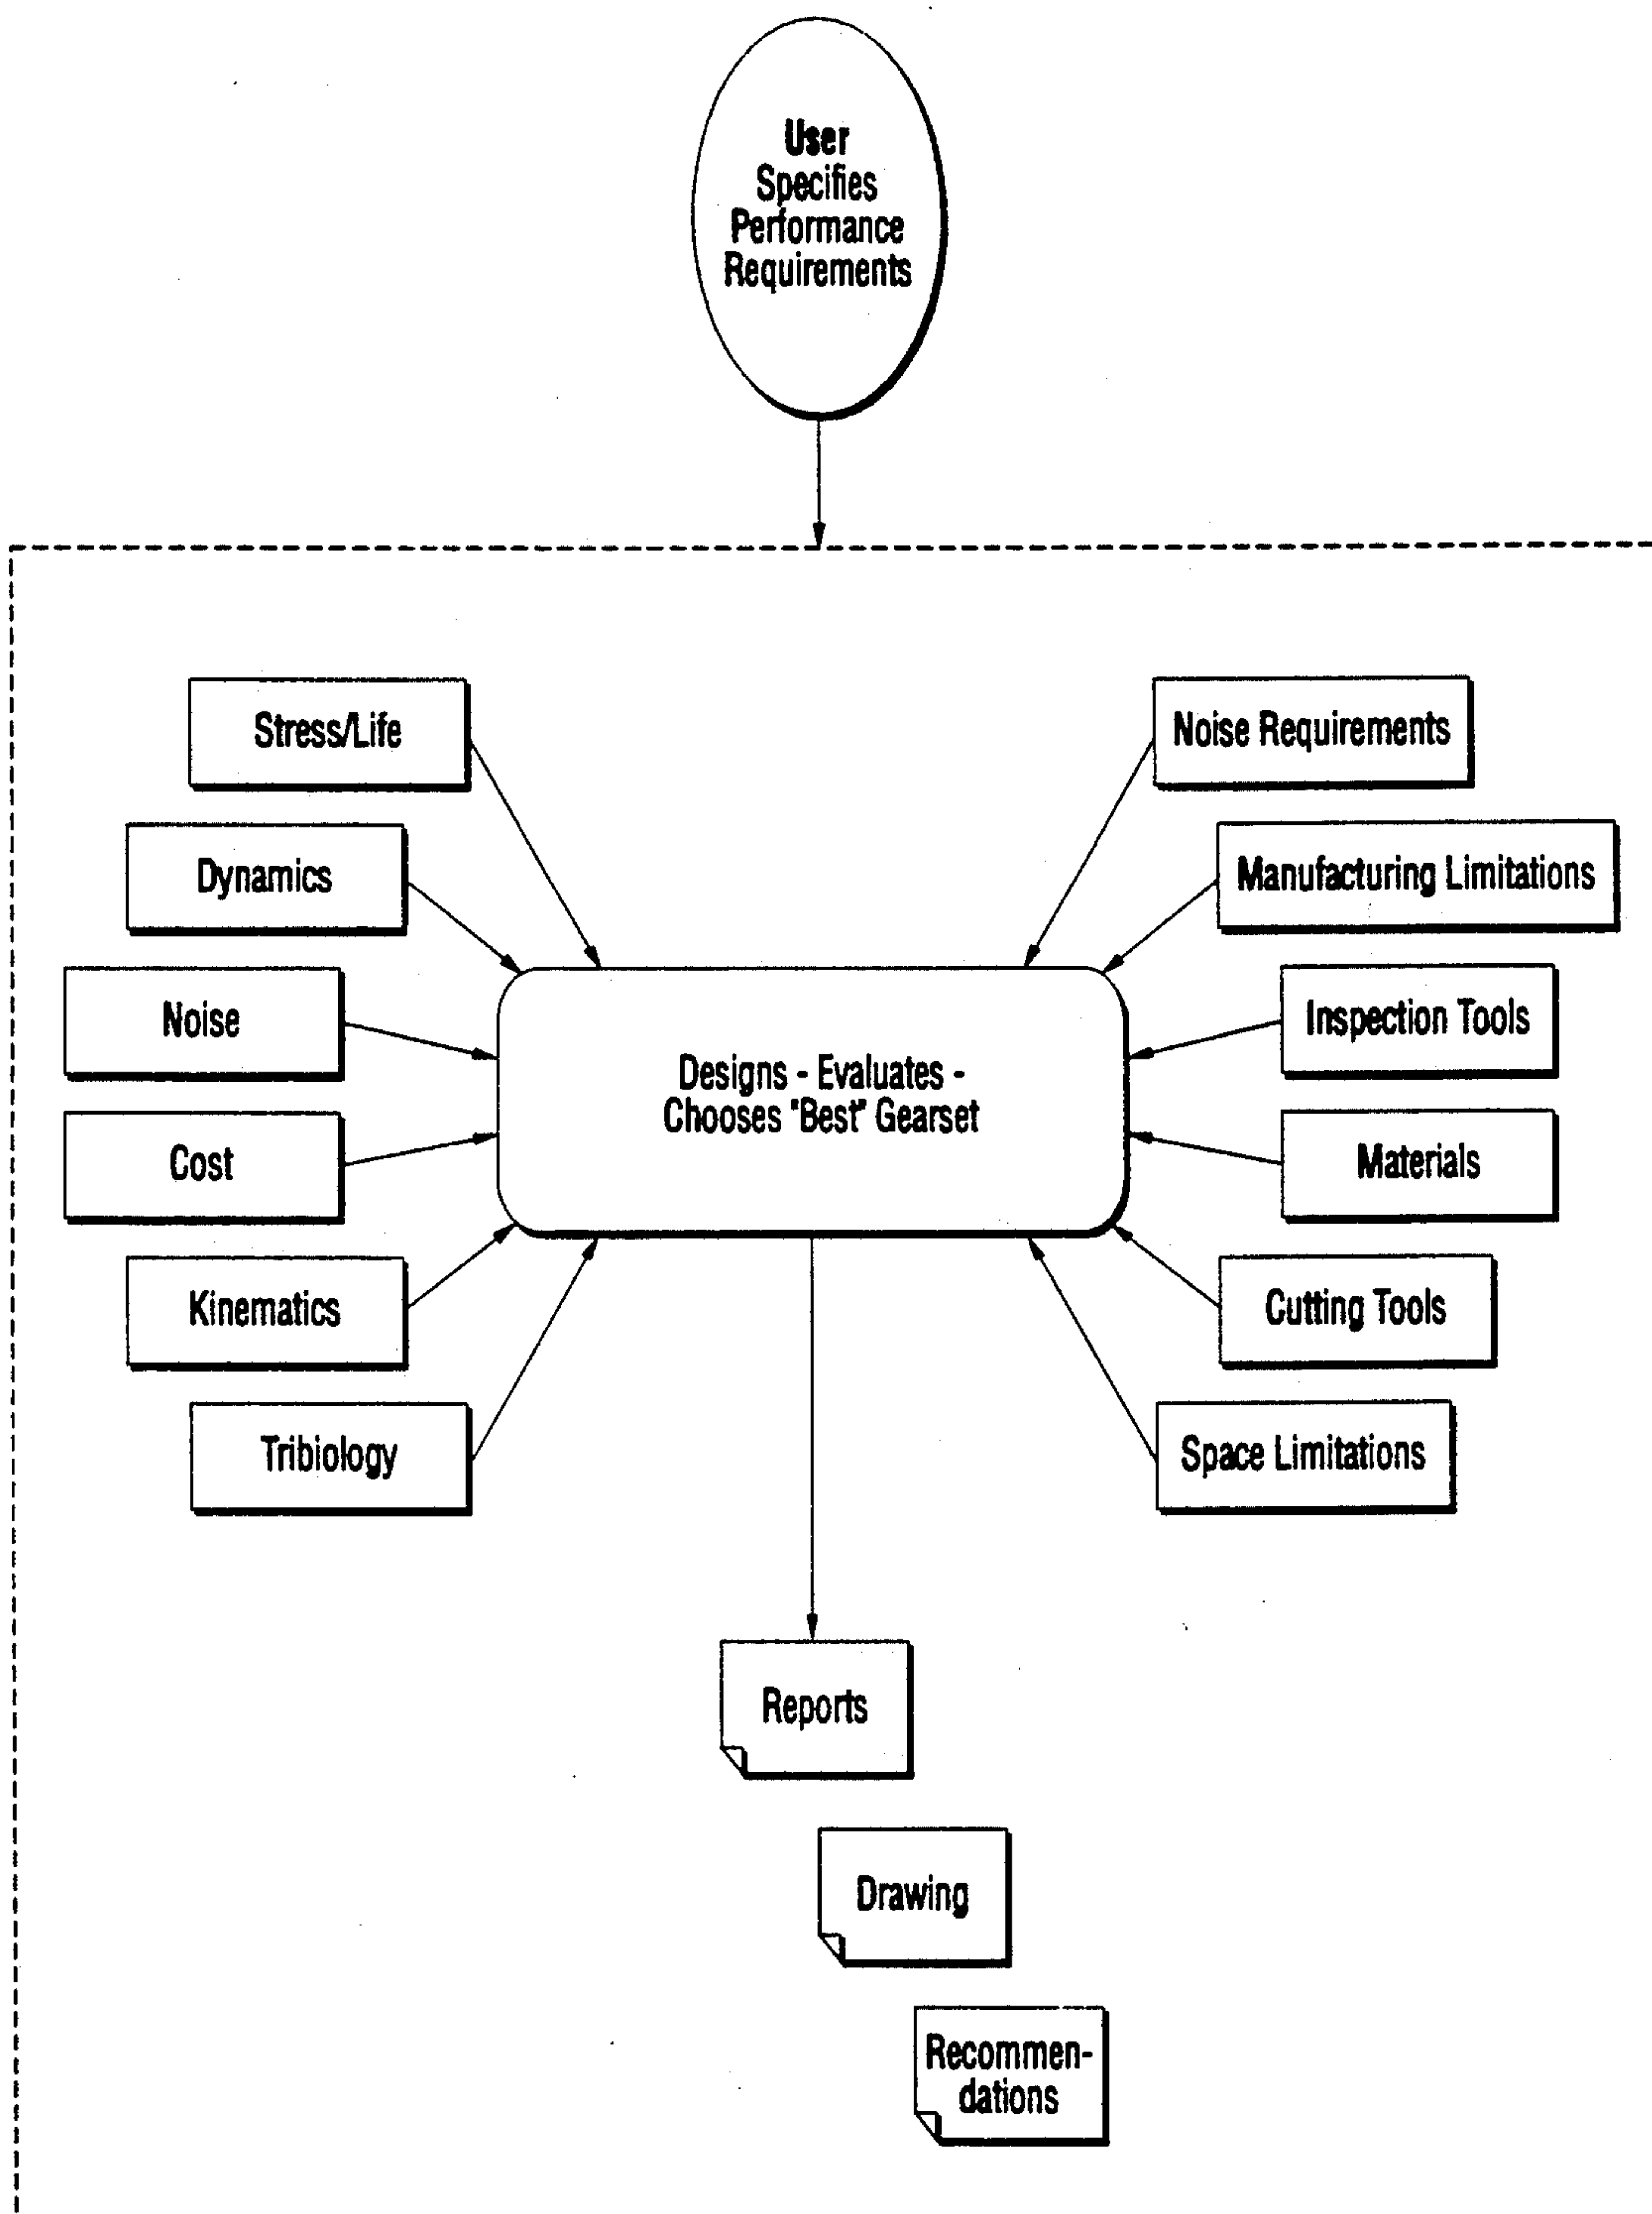 User
Specifies
Performance
Requirements
Stress/Life
Dynamics
Noise
Cost
Kinematics
Tribiology
Noise Requirements
Manufacturing Limitations
Inspection Tools
Materials
Cutting Tools
Space Limitations
Designs - Evaluates -
Chooses "Best" Gearset
Reports
Drawing
Recommen-
dations